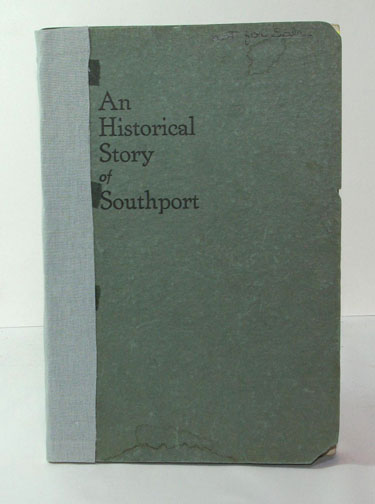 An
Historical
Story
of
Southport